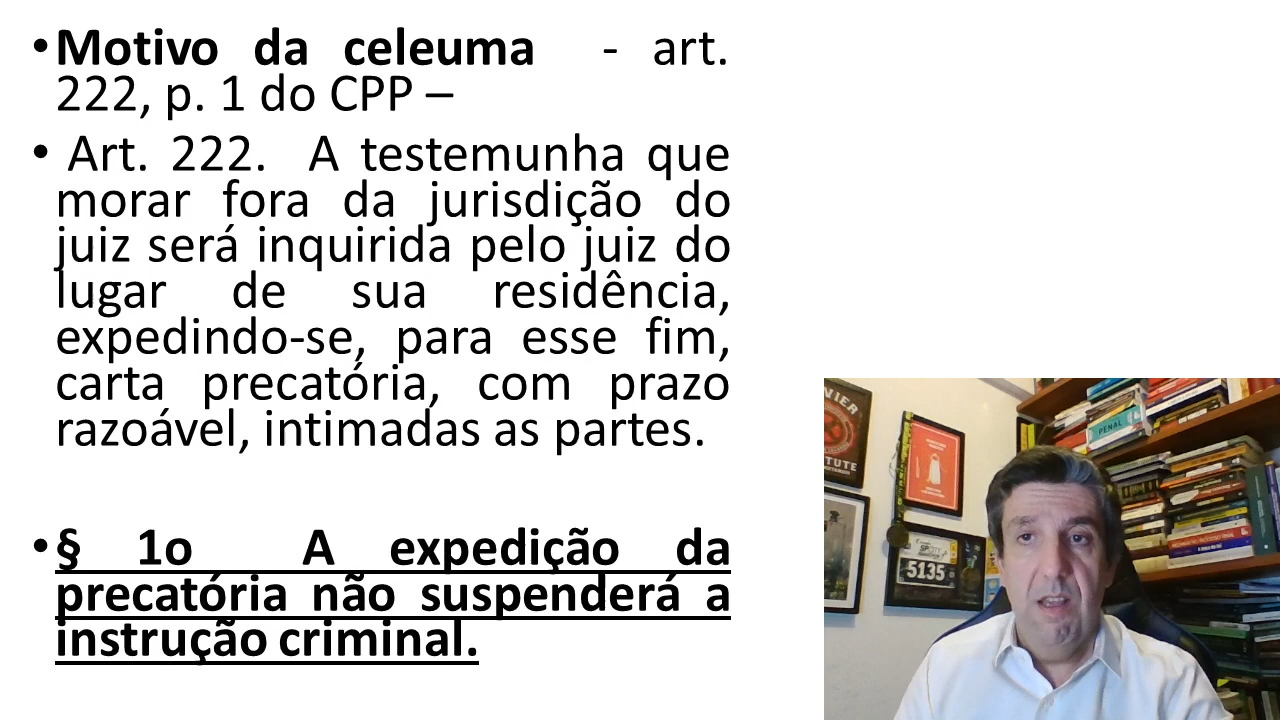 •Motivo da celeuma - art.
222, p. 1 do CPP –
• Art. 222. A testemunha que
morar fora da jurisdição do
juiz será inquirida pelo juiz do
lugar de sua residência,
expedindo-se, para esse fim,
carta precatória, com prazo
razoável, intimadas as partes.
•§ 1o A expedição da
precatória não suspenderá a
instrução criminal.
PENAL
5135